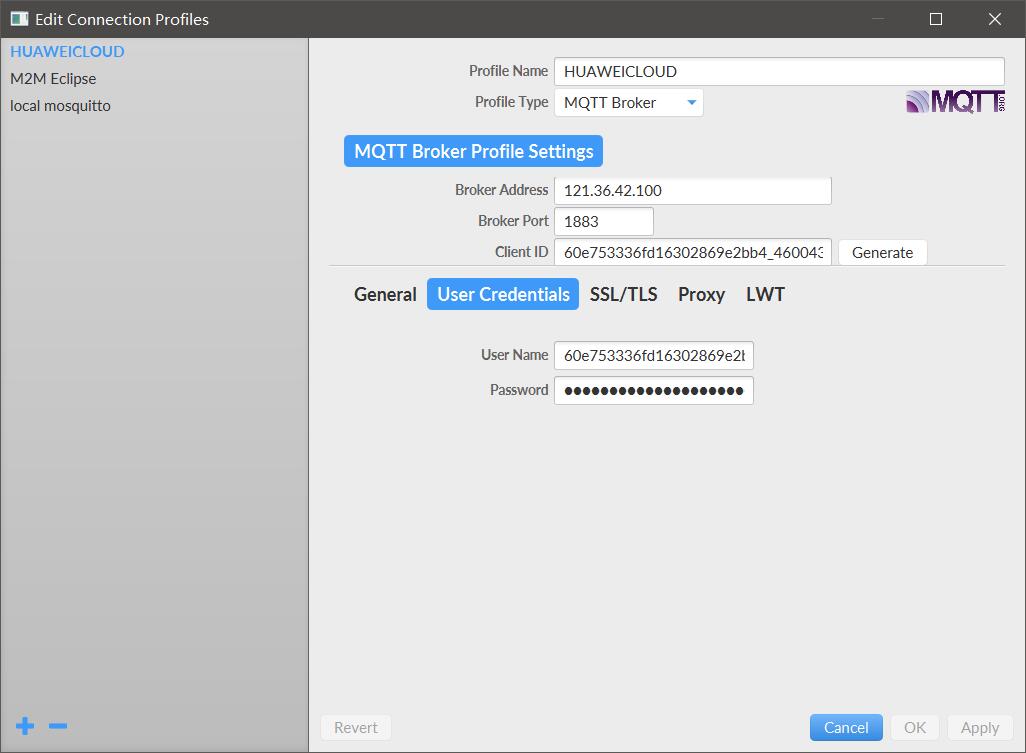 Edit Connection Profiles
HUAWEICLOUD
M2M Eclipse
local mosquitto
Profile Name HUAWEICLOUD
Profile Type MQTT Broker
MQTT.ORG
MQTT Broker Profile Settings
Broker Address 121.36.42.100
Broker Port 1883
Client ID 60e753336fd16302869e2bb4_460043 Generate
General User Credentials SSL/TLS Proxy LWT
User Name 60e753336fd16302869e2b
Password ●●●●●●●●●●●●●●●●●●●●
Revert Cancel OK Apply